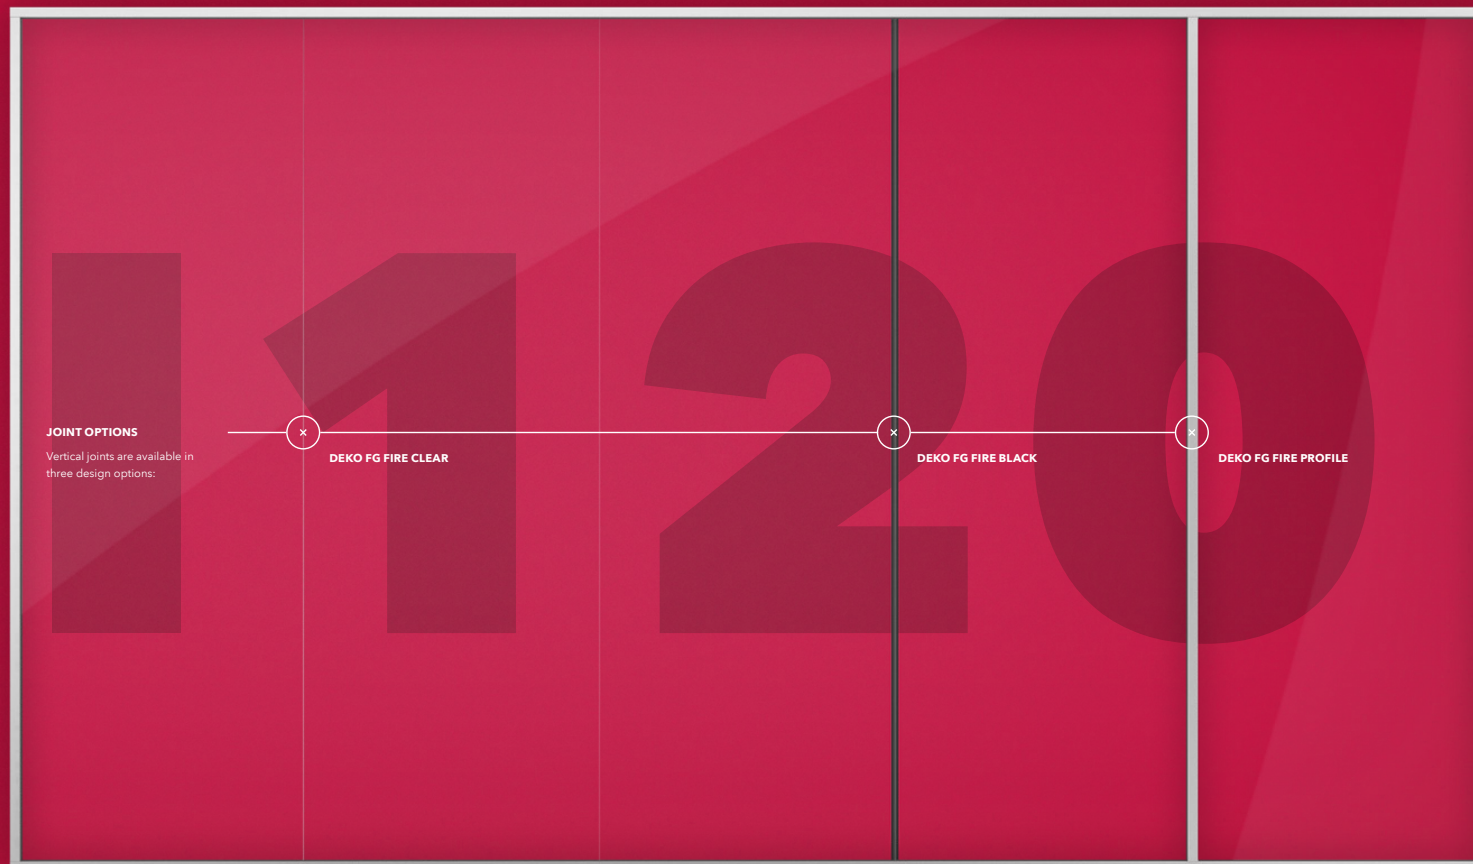 I120
JOINT OPTIONS
Vertical joints are available in
three design options:
DEKO FG FIRE CLEAR
DEKO FG FIRE BLACK
DEKO FG FIRE PROFILE